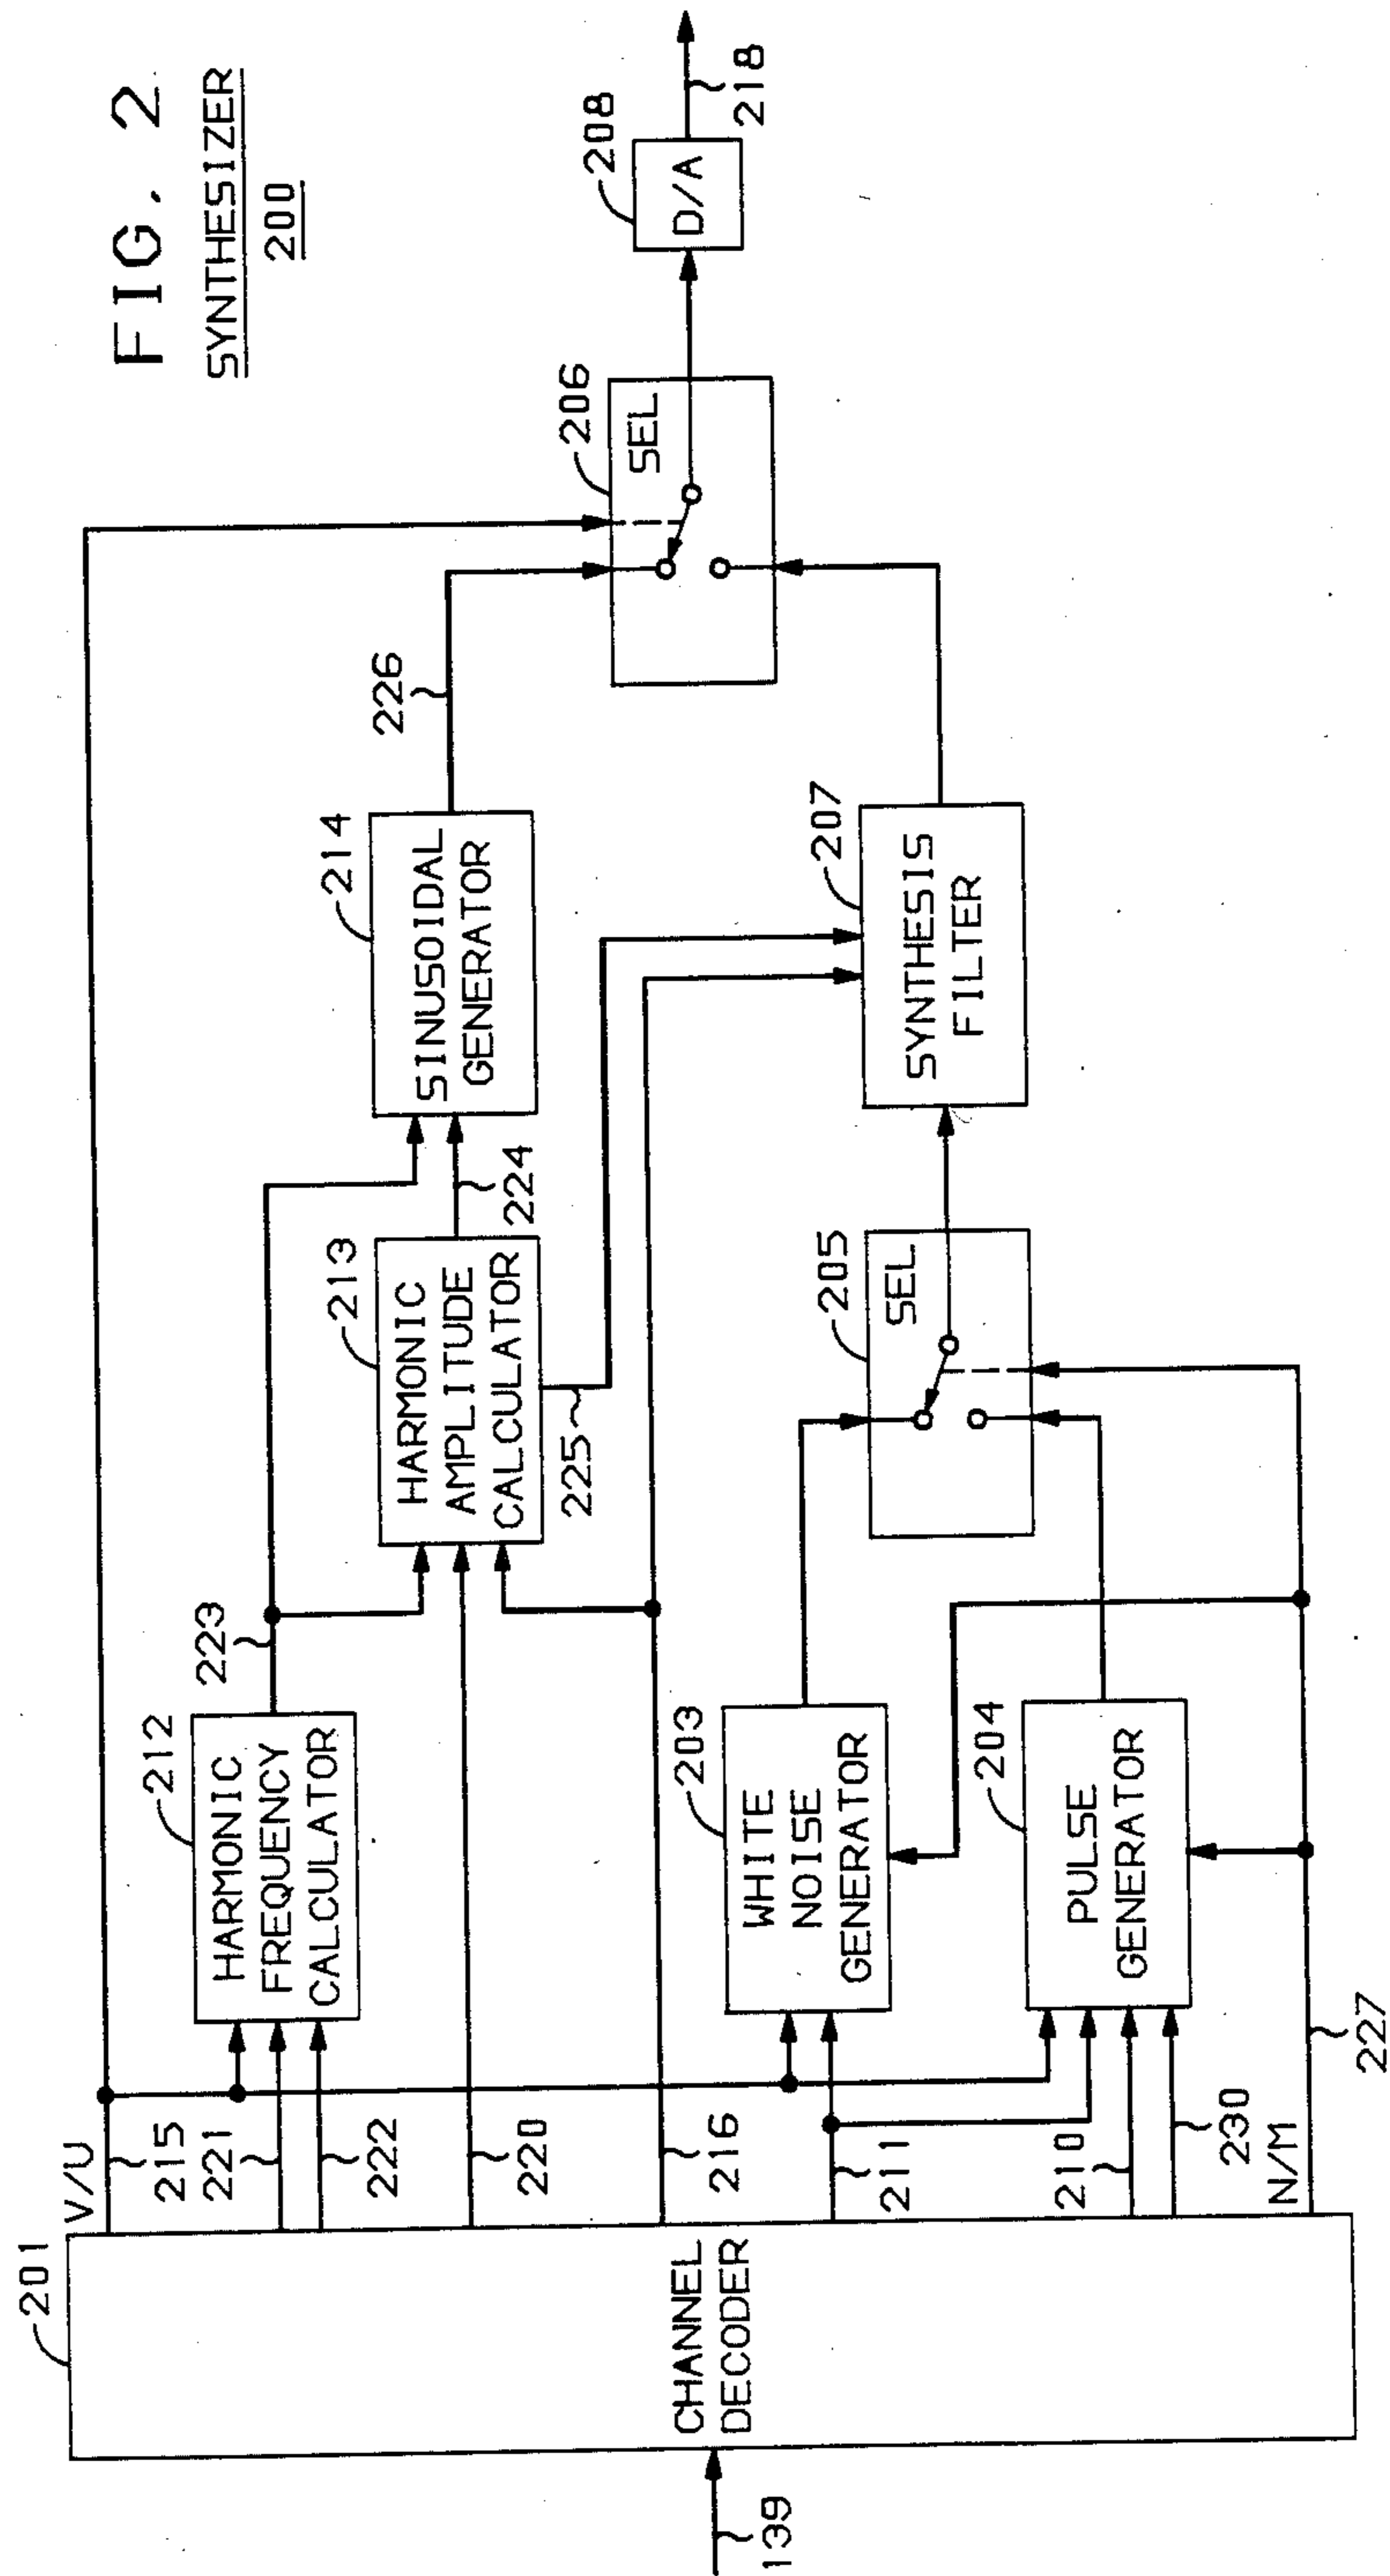 FIG. 2
SYNTHESIZER
200
201
CHANNEL
DECODER
139
V/U
215
221
222
220
216
211
210
230
N/M
227
212
HARMONIC
FREQUENCY
CALCULATOR
223
203
WHITE
NOISE
GENERATOR
204
PULSE
GENERATOR
213
HARMONIC
AMPLITUDE
CALCULATOR
224
225
205
SEL
214
SINUSOIDAL
GENERATOR
226
207
SYNTHESIS
FILTER
206
SEL
208
D/A
218